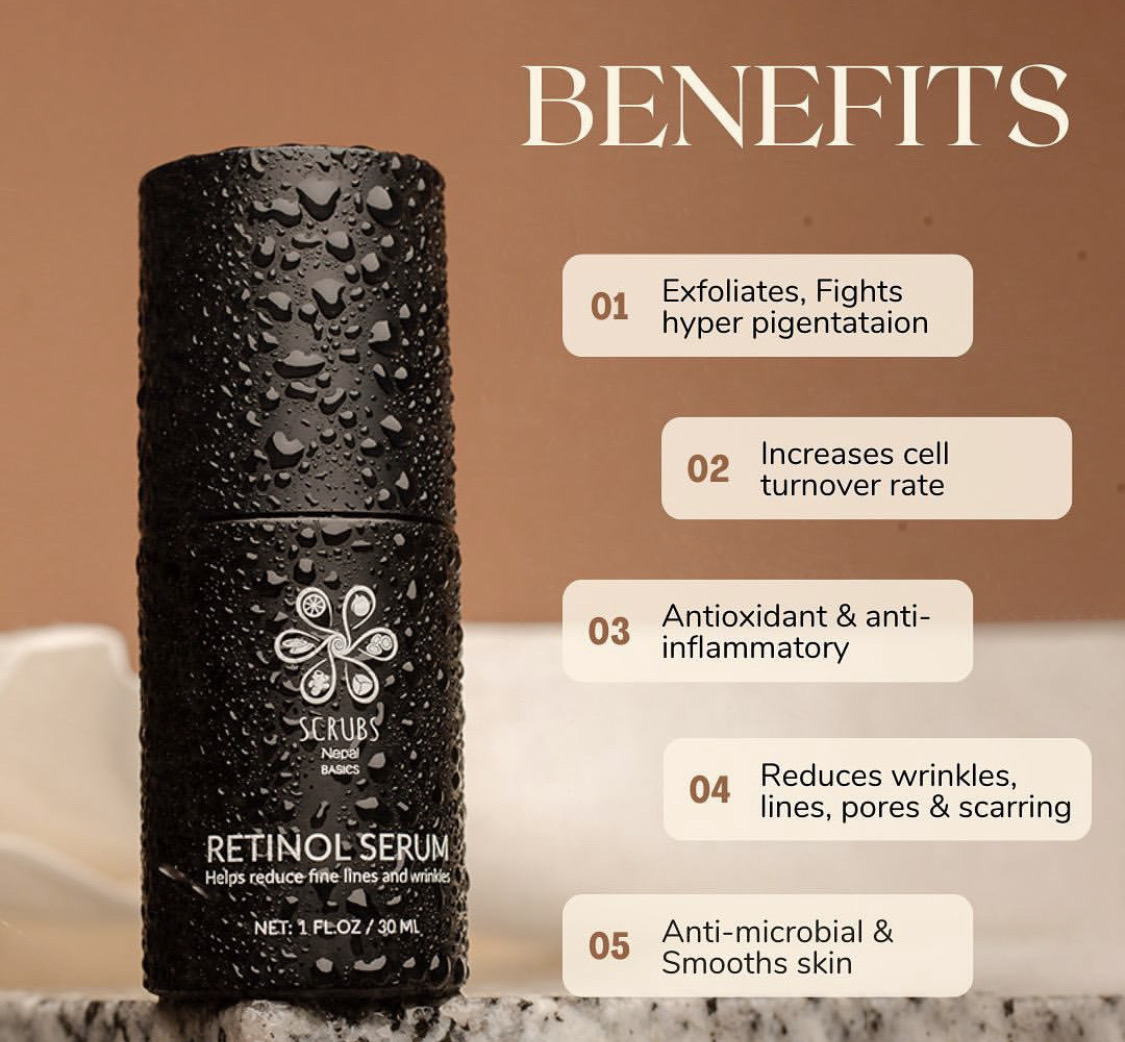 BENEFITS
01
Exfoliates, Fights
hyper pigentataion
02
Increases cell
turnover rate
03
Antioxidant & anti-
inflammatory
04
Reduces wrinkles,
lines, pores & scarring
05
Anti-microbial &
Smooths skin
SCRUBS
Nepal
BASICS
RETINOL SERUM
Helps reduce fine lines and wrinkles
NET: 1 FL.OZ / 30 ML